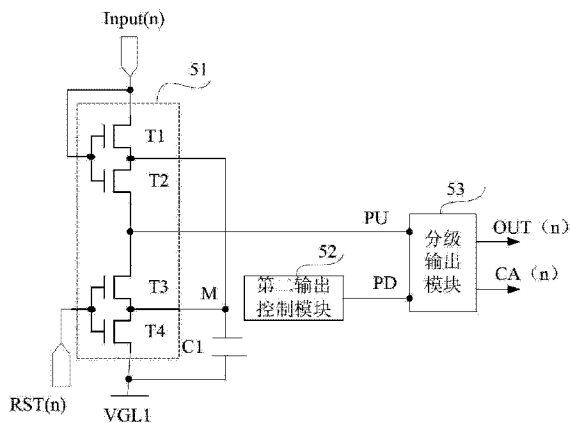 Input(n)
51
T1
T2
PU
53
分级
输出
模块
OUT（n）
CA（n）
52
第二输出
控制模块
PD
T3
M
T4
C1
RST(n)
VGL1